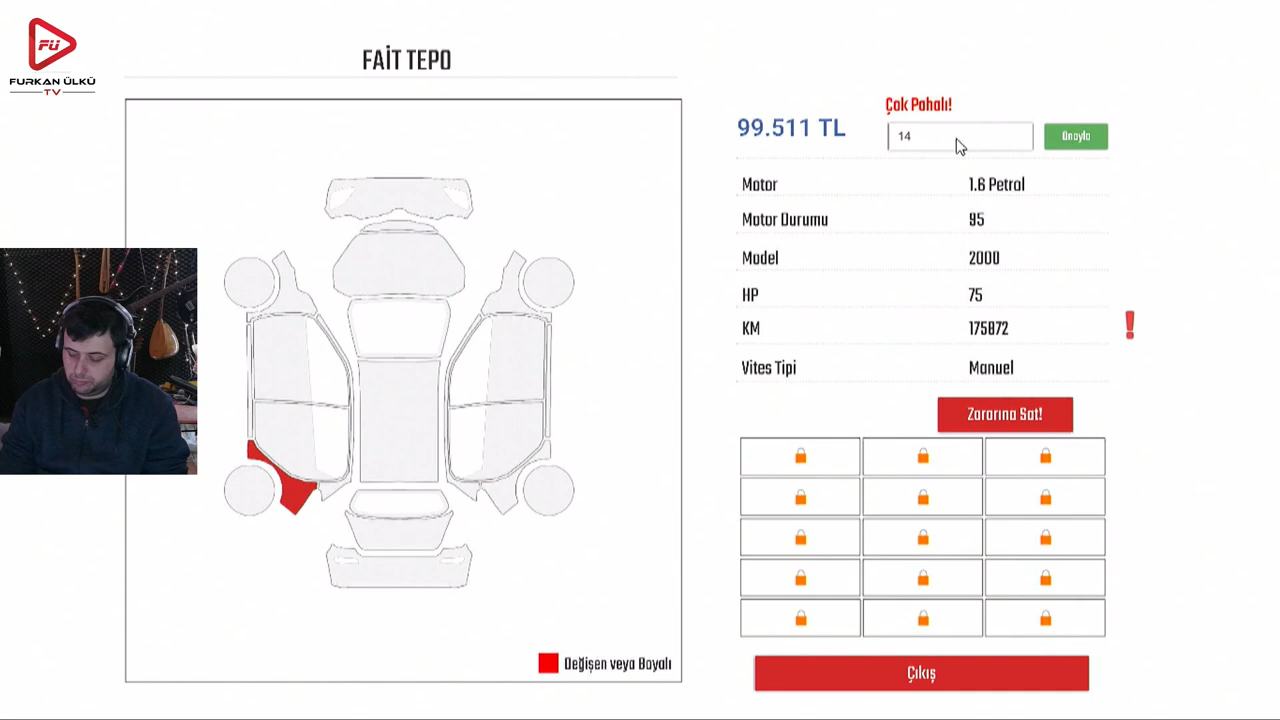 FU
FURKAN ÜLKÜ
TV
FAİT TEPO
Çok Pahalı!
99.511 TL
14
Onayla
Motor
1.6 Petrol
Motor Durumu
95
Model
2000
HP
75
KM
175872
Vites Tipi
Manuel
Zararına Sat!
Değişen veya Boyalı
Çıkış